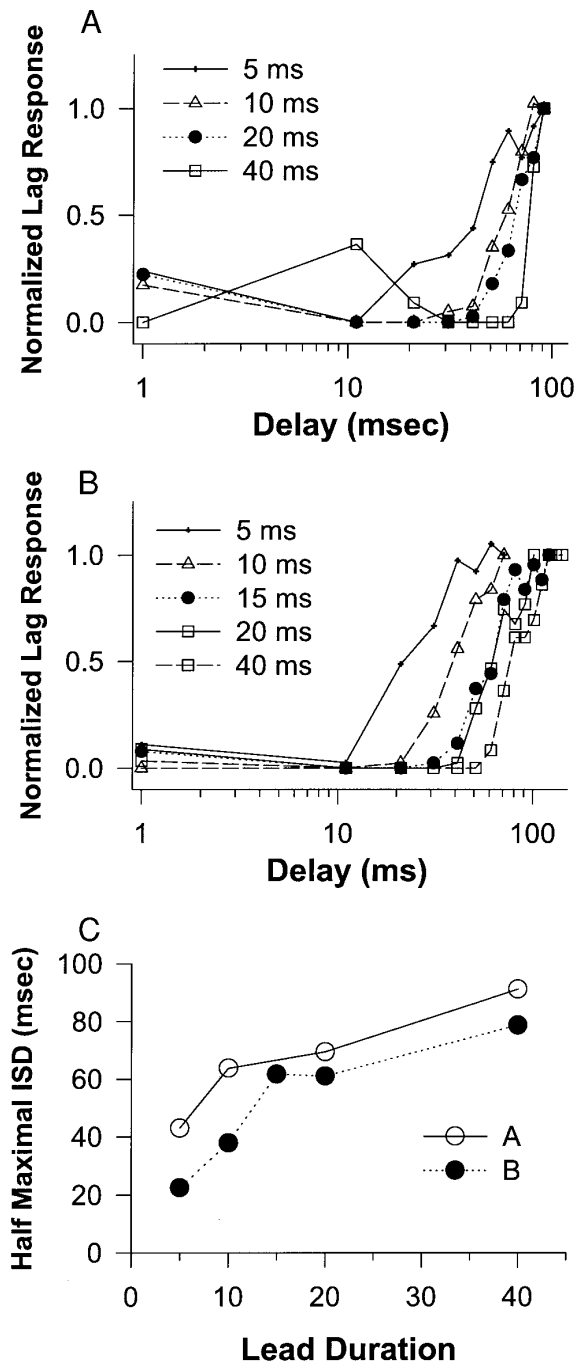 A
5 ms
10 ms
20 ms
40 ms
Normalized Lag Response
1.0
0.5
0.0
1
10
100
Delay (msec)
B
5 ms
10 ms
15 ms
20 ms
40 ms
Normalized Lag Response
1.0
0.5
0.0
1
10
100
Delay (ms)
C
Half Maximal ISD (msec)
100
80
60
40
20
0
A
B
0
10
20
30
40
Lead Duration